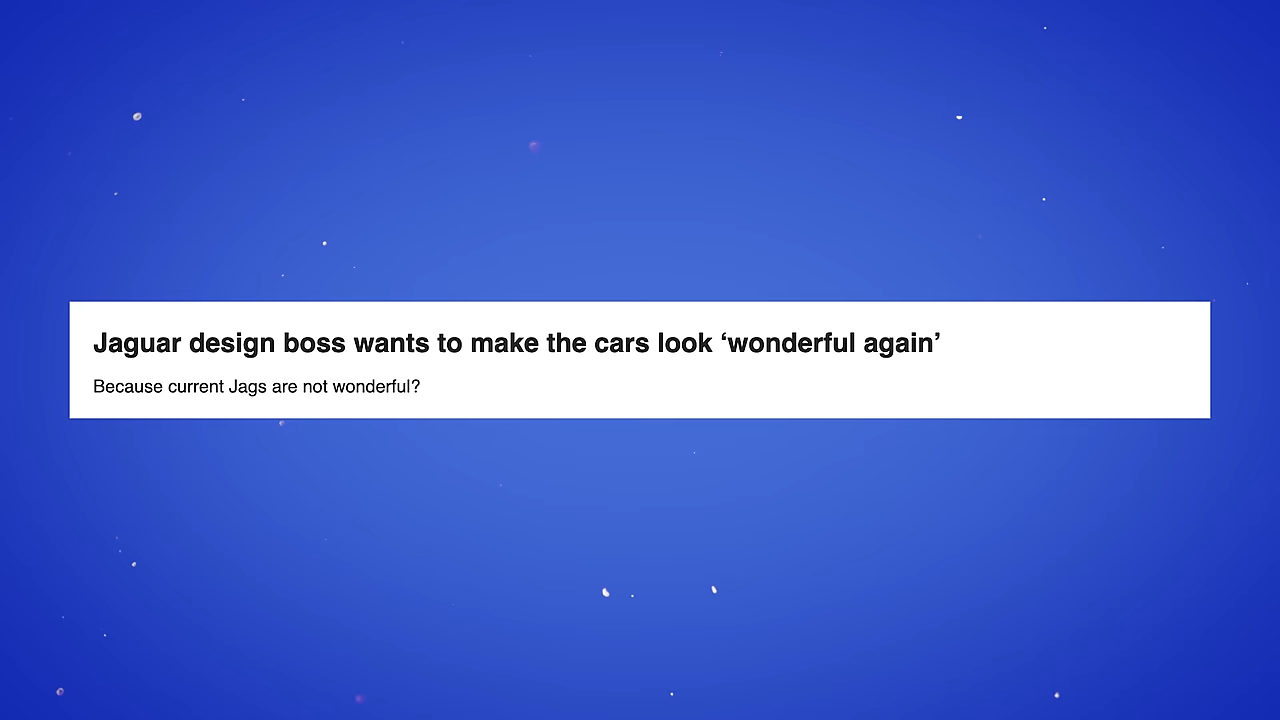 Jaguar design boss wants to make the cars look ‘wonderful again’
Because current Jags are not wonderful?